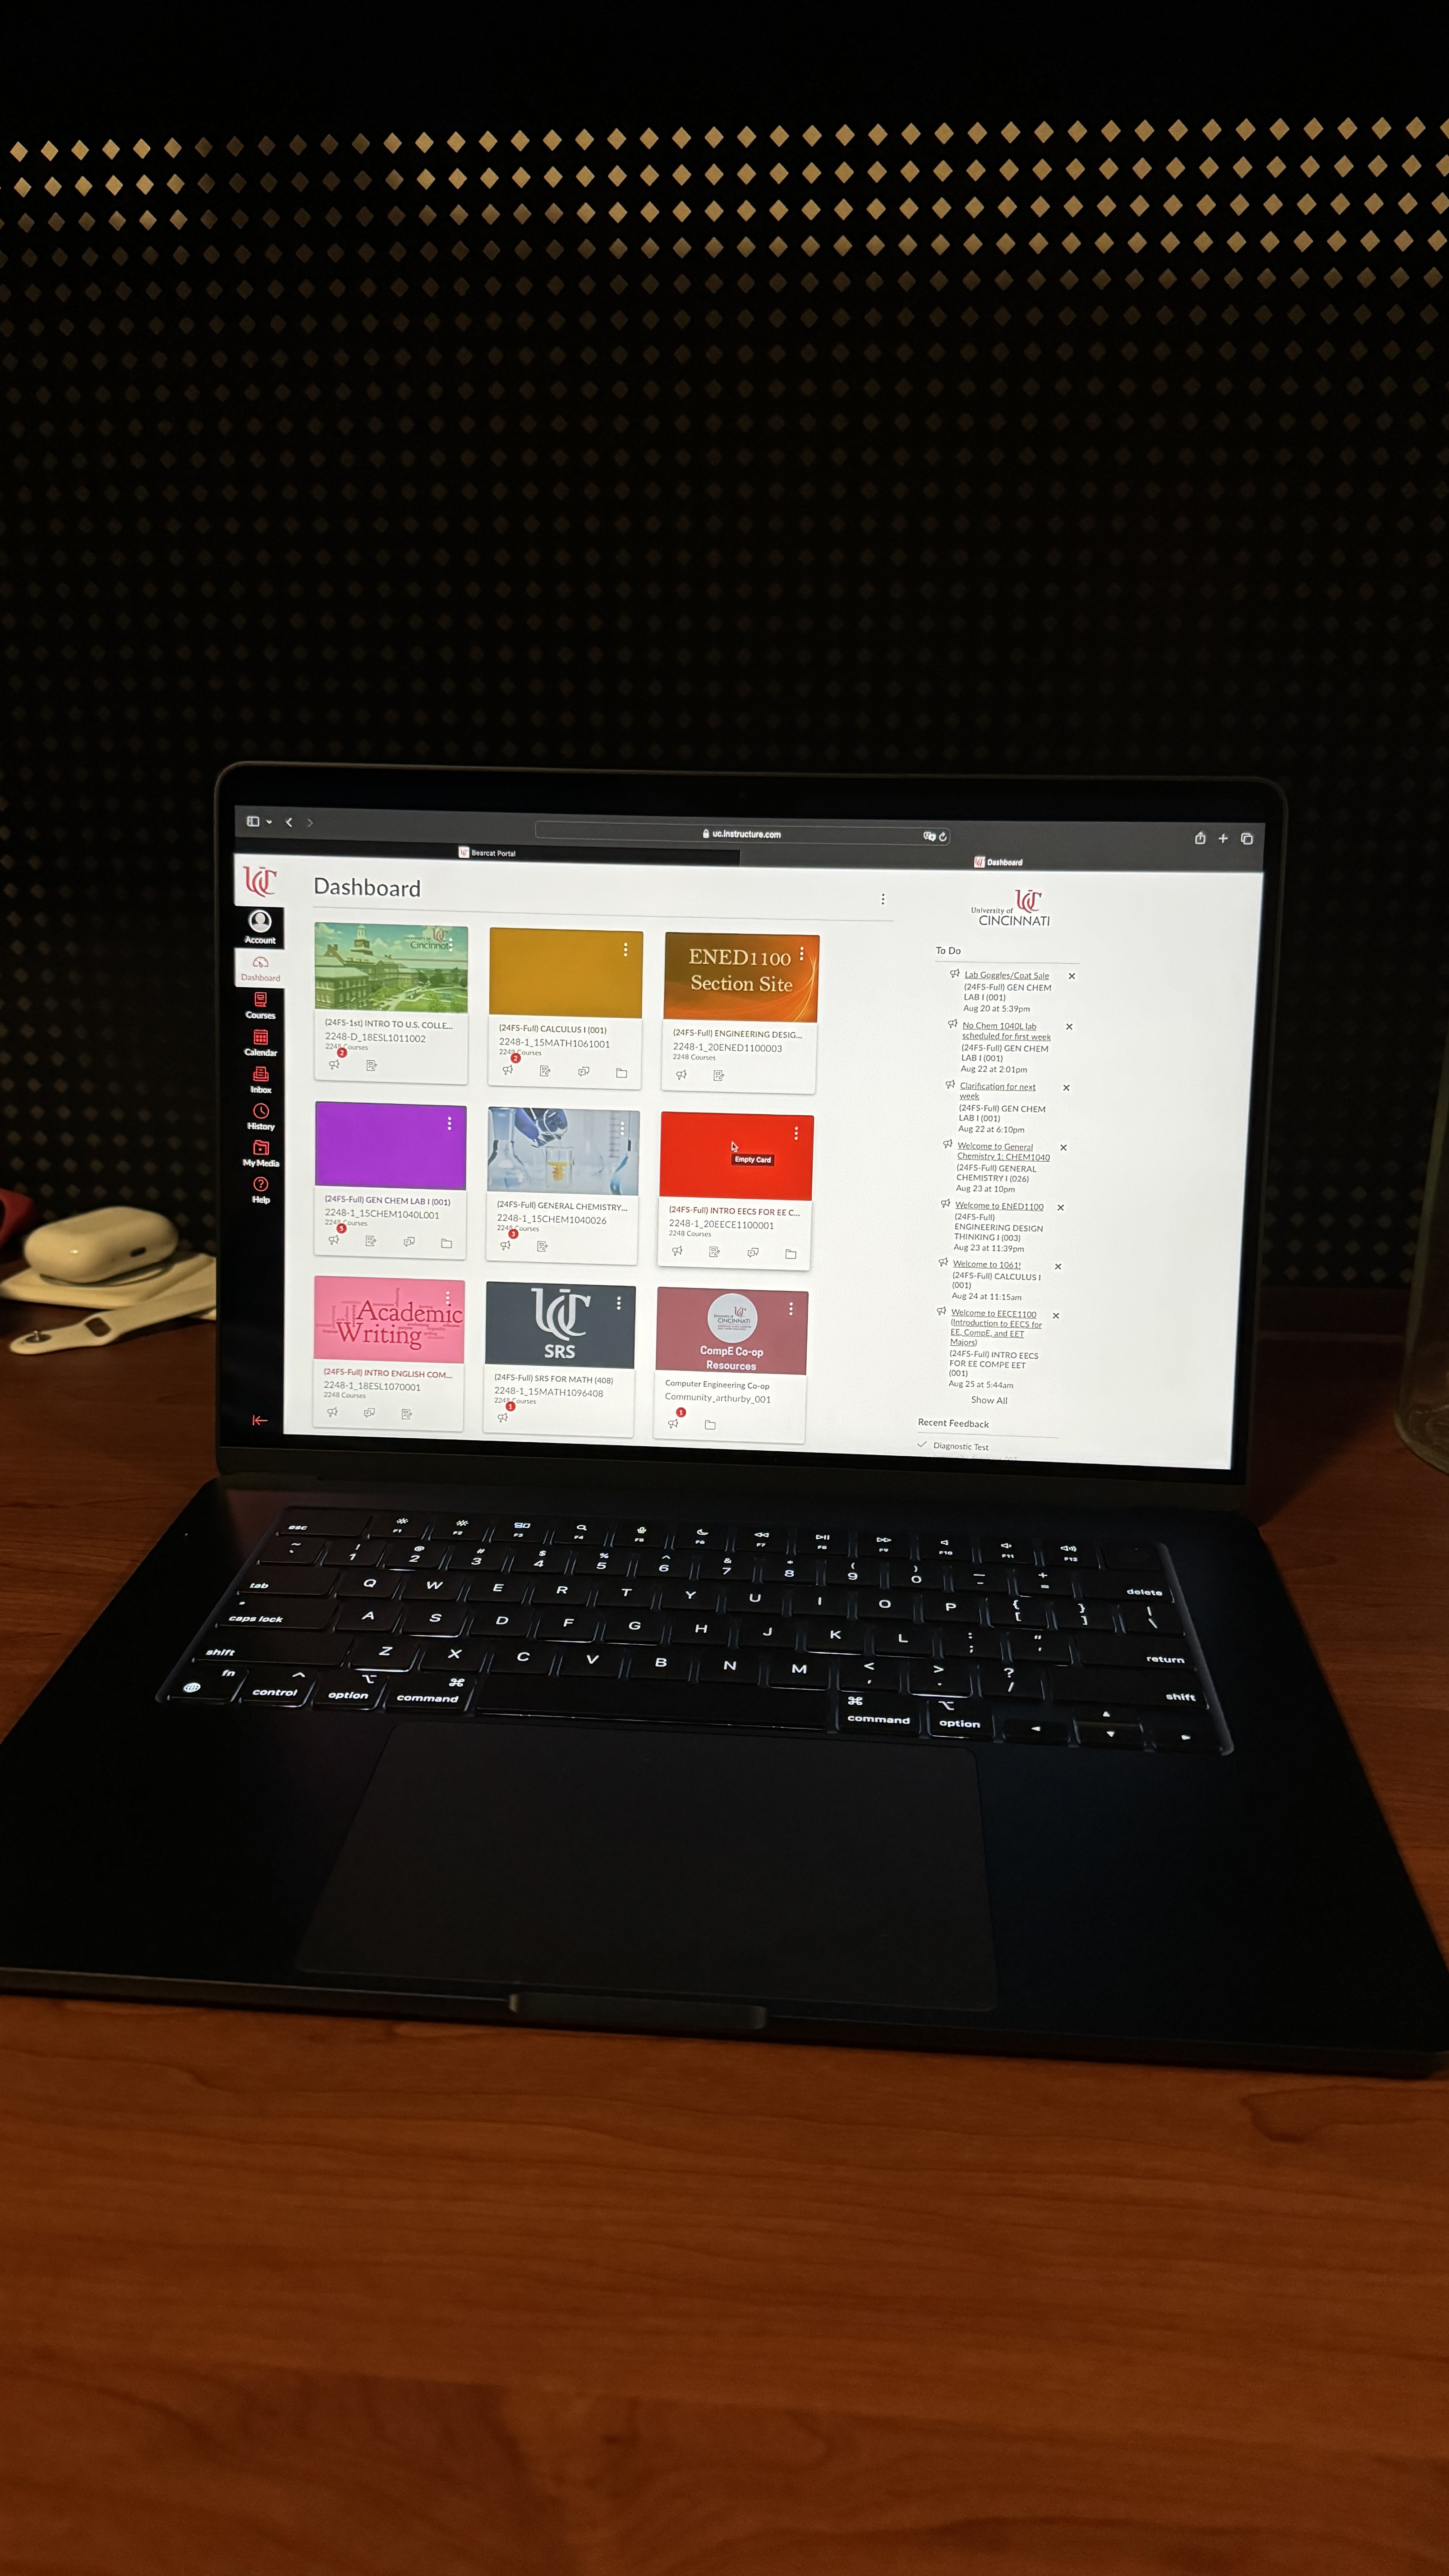 uc.instructure.com
Bearcat Portal
Dashboard
UC
Account
Dashboard
Courses
Calendar
Inbox
History
My Media
Help
Dashboard
Cincinnati
(24FS-1st) INTRO TO U.S. COLLE...
2248-D_18ESL1011002
2248 Courses
2
(24FS-Full) CALCULUS I (001)
2248-1_15MATH1061001
2248 Courses
2
ENED1100
Section Site
(24FS-Full) ENGINEERING DESIG...
2248-1_20ENED1100003
2248 Courses
(24FS-Full) GEN CHEM LAB I (001)
2248-1_15CHEM1040L001
2248 Courses
5
(24FS-Full) GENERAL CHEMISTRY...
2248-1_15CHEM1040026
2248 Courses
3
Empty Card
(24FS-Full) INTRO EECS FOR EE C...
2248-1_20EECE1100001
2248 Courses
Academic
Writing
(24FS-Full) INTRO ENGLISH COM...
2248-1_18ESL1070001
2248 Courses
UC
SRS
(24FS-Full) SRS FOR MATH (408)
2248-1_15MATH1096408
2248 Courses
1
CINCINNATI
CompE Co-op
Resources
Computer Engineering Co-op
Community_arthurby_001
1
UC
University of
CINCINNATI
To Do
Lab Goggles/Coat Sale
(24FS-Full) GEN CHEM
LAB I (001)
Aug 20 at 5:39pm
No Chem 1040L lab
scheduled for first week
(24FS-Full) GEN CHEM
LAB I (001)
Aug 22 at 2:01pm
Clarification for next
week
(24FS-Full) GEN CHEM
LAB I (001)
Aug 22 at 6:10pm
Welcome to General
Chemistry 1: CHEM1040
(24FS-Full) GENERAL
CHEMISTRY I (026)
Aug 23 at 10pm
Welcome to ENED1100
(24FS-Full)
ENGINEERING DESIGN
THINKING I (003)
Aug 23 at 11:39pm
Welcome to 1061!
(24FS-Full) CALCULUS I
(001)
Aug 24 at 11:15am
Welcome to EECE1100
(Introduction to EECS for
EE, CompE, and EET
Majors)
(24FS-Full) INTRO EECS
FOR EE COMPE EET
(001)
Aug 25 at 5:44am
Show All
Recent Feedback
Diagnostic Test
esc F1 F2 F3 F4 F5 F6 F7 F8 F9 F10 F11 F12
~ ! @ # $ % ^ & * ( ) — +
` 1 2 3 4 5 6 7 8 9 0 - = delete
tab Q W E R T Y U I O P { [ } ] | \
caps lock A S D F G H J K L : ; " ' return
shift Z X C V B N M < , > . ? / shift
fn control option command command option